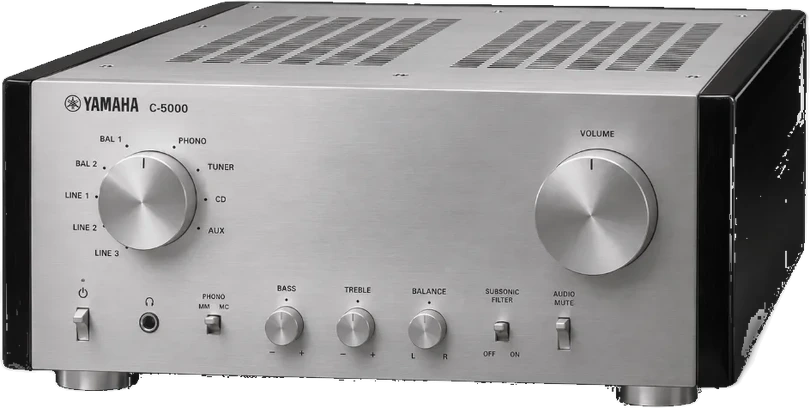 YAMAHA C-5000
BAL 1
PHONO
BAL 2
TUNER
LINE 1
CD
LINE 2
AUX
LINE 3
VOLUME
PHONO
MM MC
BASS
- +
TREBLE
- +
BALANCE
L R
SUBSONIC
FILTER
OFF ON
AUDIO
MUTE